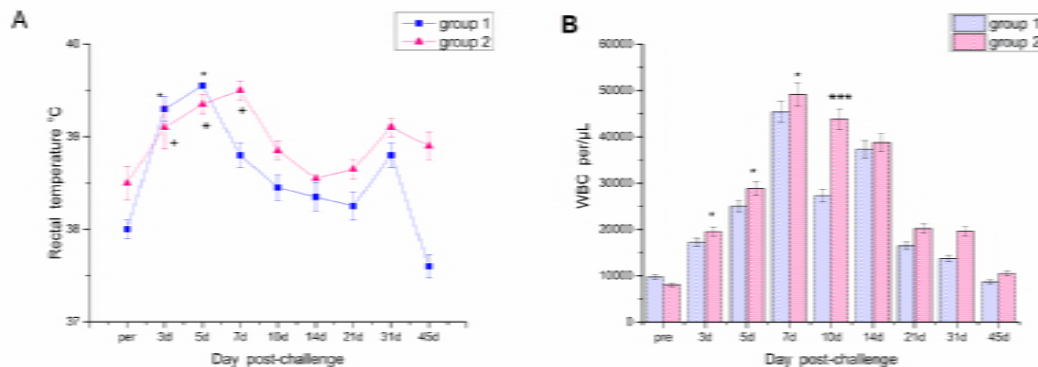 A
group 1
group 2
Rectal temperature °C
40
39
38
37
per 3d 5d 7d 10d 14d 21d 31d 45d
Day post-challenge
* * + + +
B
group 1
group 2
WBC per/µL
60000
50000
40000
30000
20000
10000
0
* * * ***
pre 3d 5d 7d 10d 14d 21d 31d 45d
Day post-challenge